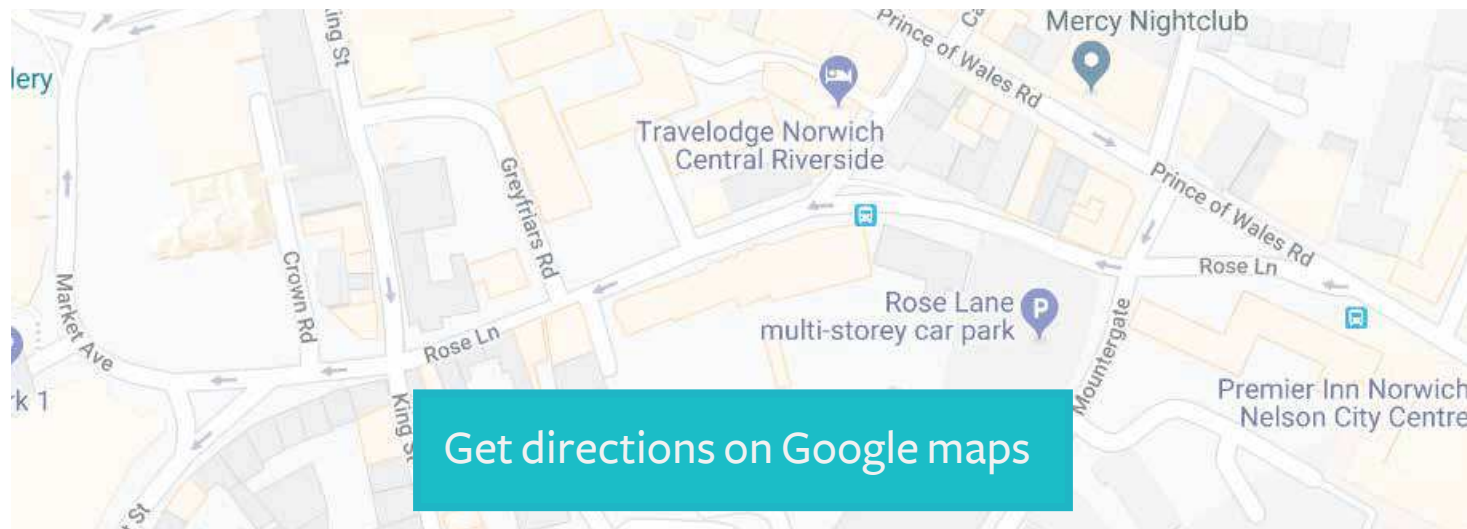 King St
Prince of Wales Rd
Mercy Nightclub
lery
Travelodge Norwich
Central Riverside
Greyfriars Rd
Prince of Wales Rd
Rose Ln
Crown Rd
Market Ave
Rose Lane
multi-storey car park
P
Mountergate
Rose Ln
k 1
King St
Premier Inn Norwich
Nelson City Centre
Get directions on Google maps
St